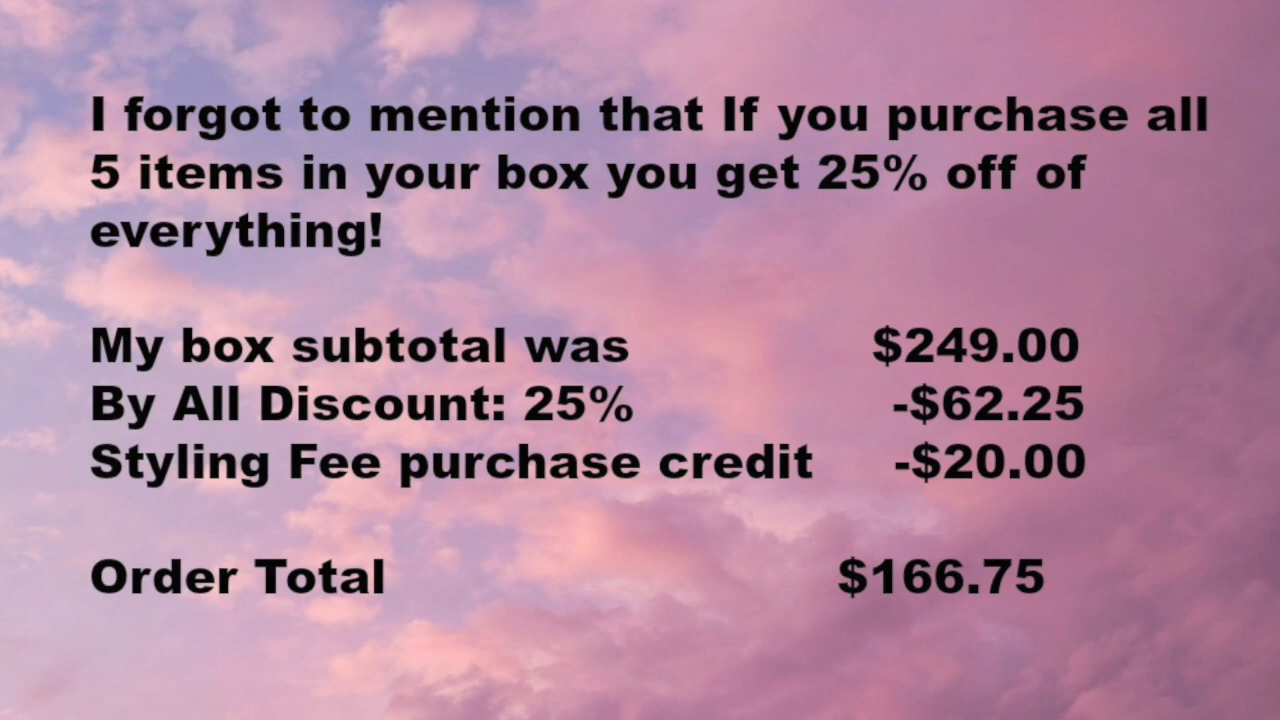 I forgot to mention that If you purchase all
5 items in your box you get 25% off of
everything!
My box subtotal was $249.00
By All Discount: 25% -$62.25
Styling Fee purchase credit -$20.00
Order Total $166.75